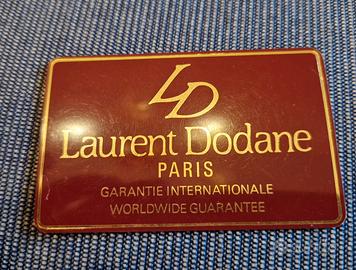 LD
Laurent Dodane
PARIS
GARANTIE INTERNATIONALE
WORLDWIDE GUARANTEE